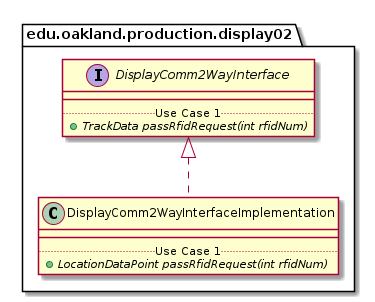 edu.oakland.production.display02
I DisplayComm2WayInterface
Use Case 1
TrackData passRfidRequest(int rfidNum)
C DisplayComm2WayInterfaceImplementation
Use Case 1
LocationDataPoint passRfidRequest(int rfidNum)